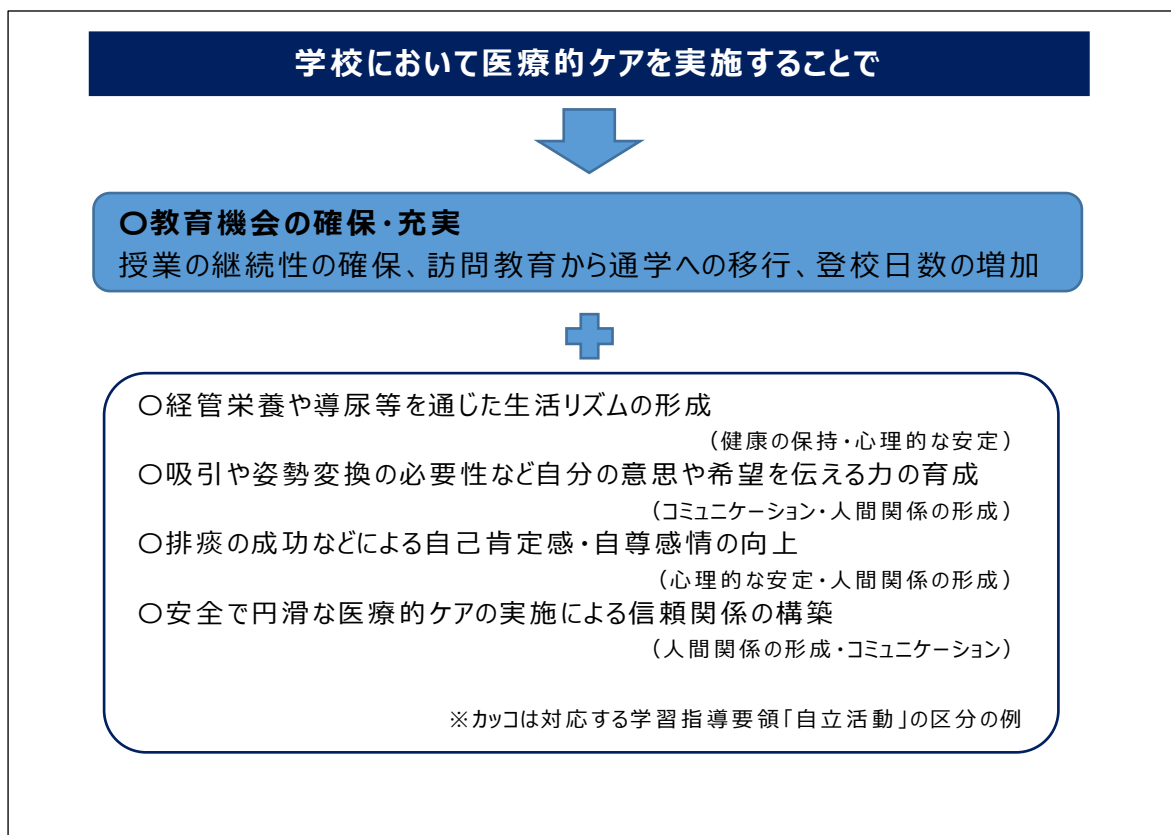 学校において医療的ケアを実施することで
〇教育機会の確保・充実
授業の継続性の確保、訪問教育から通学への移行、登校日数の増加
〇経管栄養や導尿等を通じた生活リズムの形成
（健康の保持・心理的な安定）
〇吸引や姿勢変換の必要性など自分の意思や希望を伝える力の育成
（コミュニケーション・人間関係の形成）
〇排痰の成功などによる自己肯定感・自尊感情の向上
（心理的な安定・人間関係の形成）
〇安全で円滑な医療的ケアの実施による信頼関係の構築
（人間関係の形成・コミュニケーション）
※カッコは対応する学習指導要領「自立活動」の区分の例